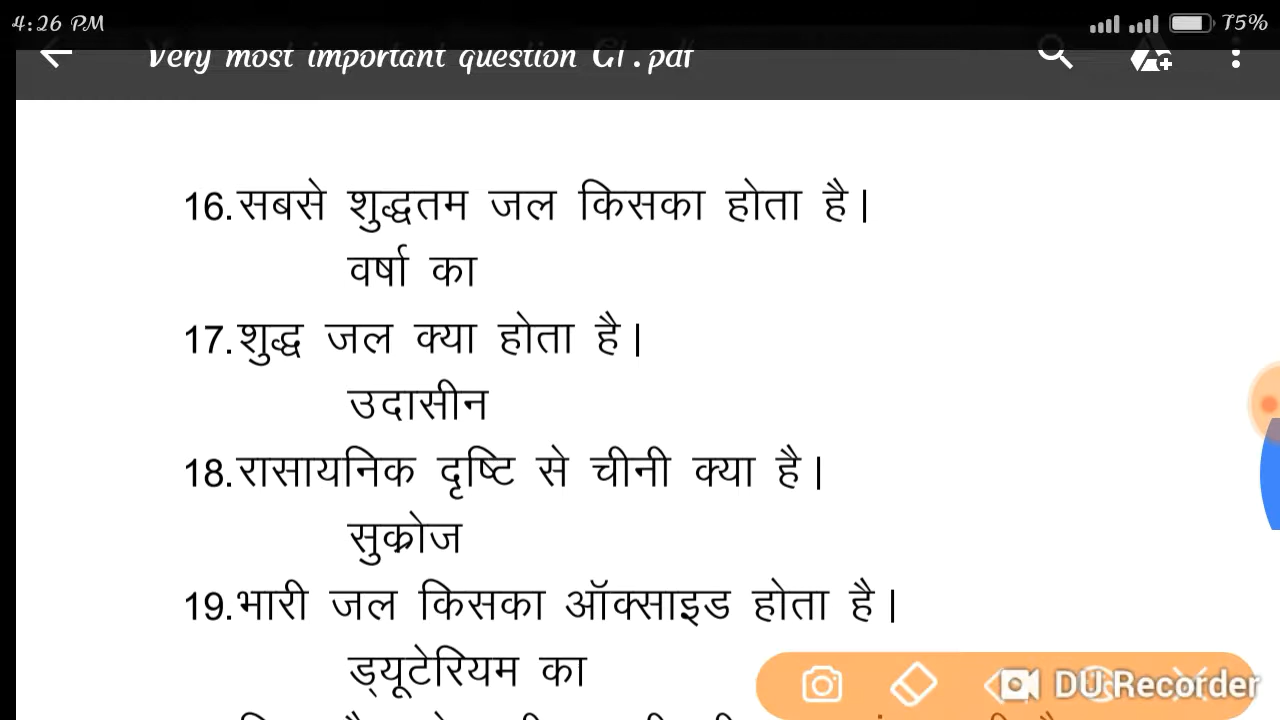 4:26 PM
75%
Very most important question GT.pdf
16.सबसे शुद्धतम जल किसका होता है।
वर्षा का
17.शुद्ध जल क्या होता है।
उदासीन
18.रासायनिक दृष्टि से चीनी क्या है।
सुक्रोज
19.भारी जल किसका ऑक्साइड होता है।
ड्यूटेरियम का
DU Recorder